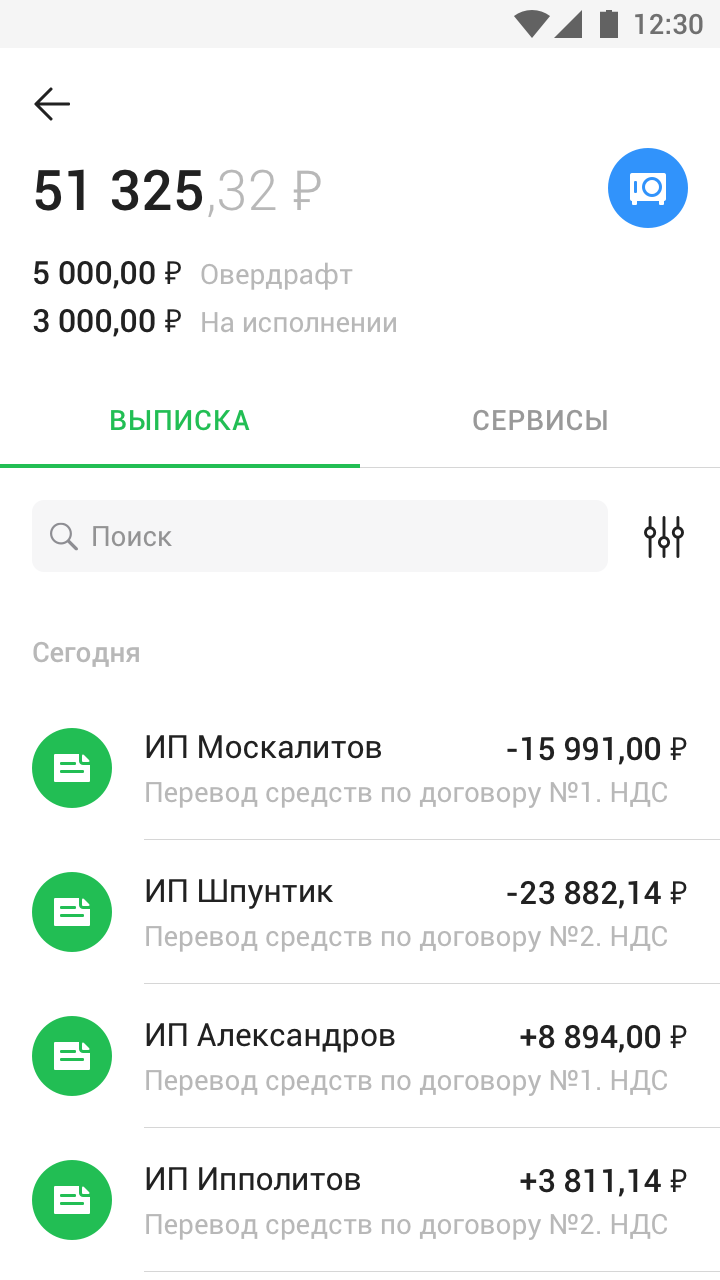 12:30
51 325,32 ₽
5 000,00 ₽ Овердрафт
3 000,00 ₽ На исполнении
ВЫПИСКА СЕРВИСЫ
Поиск
Сегодня
ИП Москалитов -15 991,00 ₽
Перевод средств по договору №1. НДС
ИП Шпунтик -23 882,14 ₽
Перевод средств по договору №2. НДС
ИП Александров +8 894,00 ₽
Перевод средств по договору №1. НДС
ИП Ипполитов +3 811,14 ₽
Перевод средств по договору №2. НДС